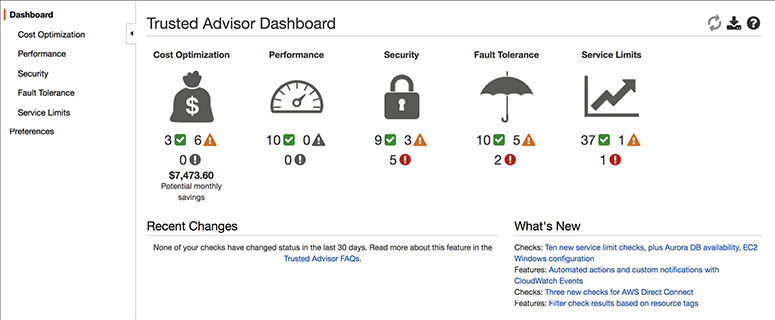 Dashboard
Cost Optimization
Performance
Security
Fault Tolerance
Service Limits
Preferences
Trusted Advisor Dashboard
Cost Optimization Performance Security Fault Tolerance Service Limits
$
3 6 10 0 9 3 10 5 37 1
0 0 5 2 1
$7,473.60
Potential monthly
savings
Recent Changes
None of your checks have changed status in the last 30 days. Read more about this feature in the
Trusted Advisor FAQs.
What's New
Checks: Ten new service limit checks, plus Aurora DB availability, EC2
Windows configuration
Features: Automated actions and custom notifications with
CloudWatch Events
Checks: Three new checks for AWS Direct Connect
Features: Filter check results based on resource tags